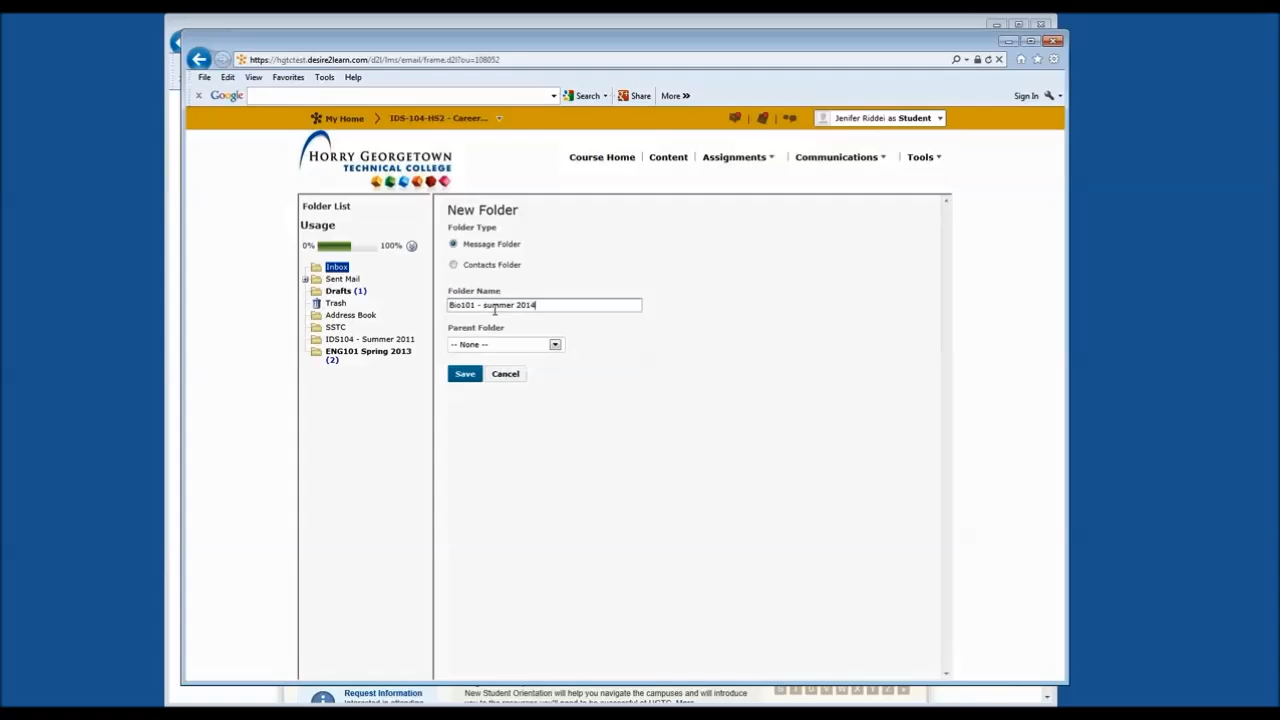 https://hgtctest.desire2learn.com/d2l/lms/email/frame.d2l?ou=108052
File Edit View Favorites Tools Help
x Google Search Share More » Sign In
My Home > IDS-104-HS2 - Career... Jenifer Riddei as Student
HORRY GEORGETOWN
TECHNICAL COLLEGE
Course Home Content Assignments Communications Tools
Folder List
Usage
0% 100%
Inbox
Sent Mail
Drafts (1)
Trash
Address Book
SSTC
IDS104 - Summer 2011
ENG101 Spring 2013
(2)
New Folder
Folder Type
Message Folder
Contacts Folder
Folder Name
Bio101 - summer 2014
Parent Folder
-- None --
Save Cancel
Request Information
Interested in attending
New Student Orientation will help you navigate the campuses and will introduce